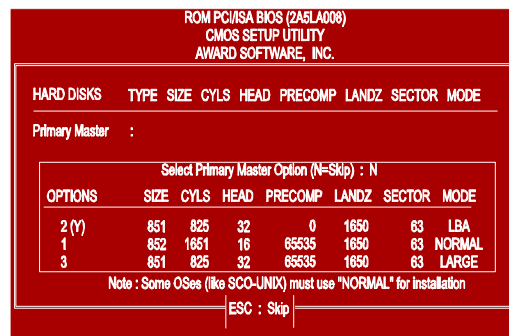 ROM PCI/ISA BIOS (2A5LA008)
CMOS SETUP UTILITY
AWARD SOFTWARE, INC.
HARD DISKS TYPE SIZE CYLS HEAD PRECOMP LANDZ SECTOR MODE
Primary Master :
Select Primary Master Option (N=Skip) : N
OPTIONS SIZE CYLS HEAD PRECOMP LANDZ SECTOR MODE
2 (Y) 851 825 32 0 1650 63 LBA
1 852 1651 16 65535 1650 63 NORMAL
3 851 825 32 65535 1650 63 LARGE
Note : Some OSes (like SCO-UNIX) must use "NORMAL" for installation
ESC : Skip